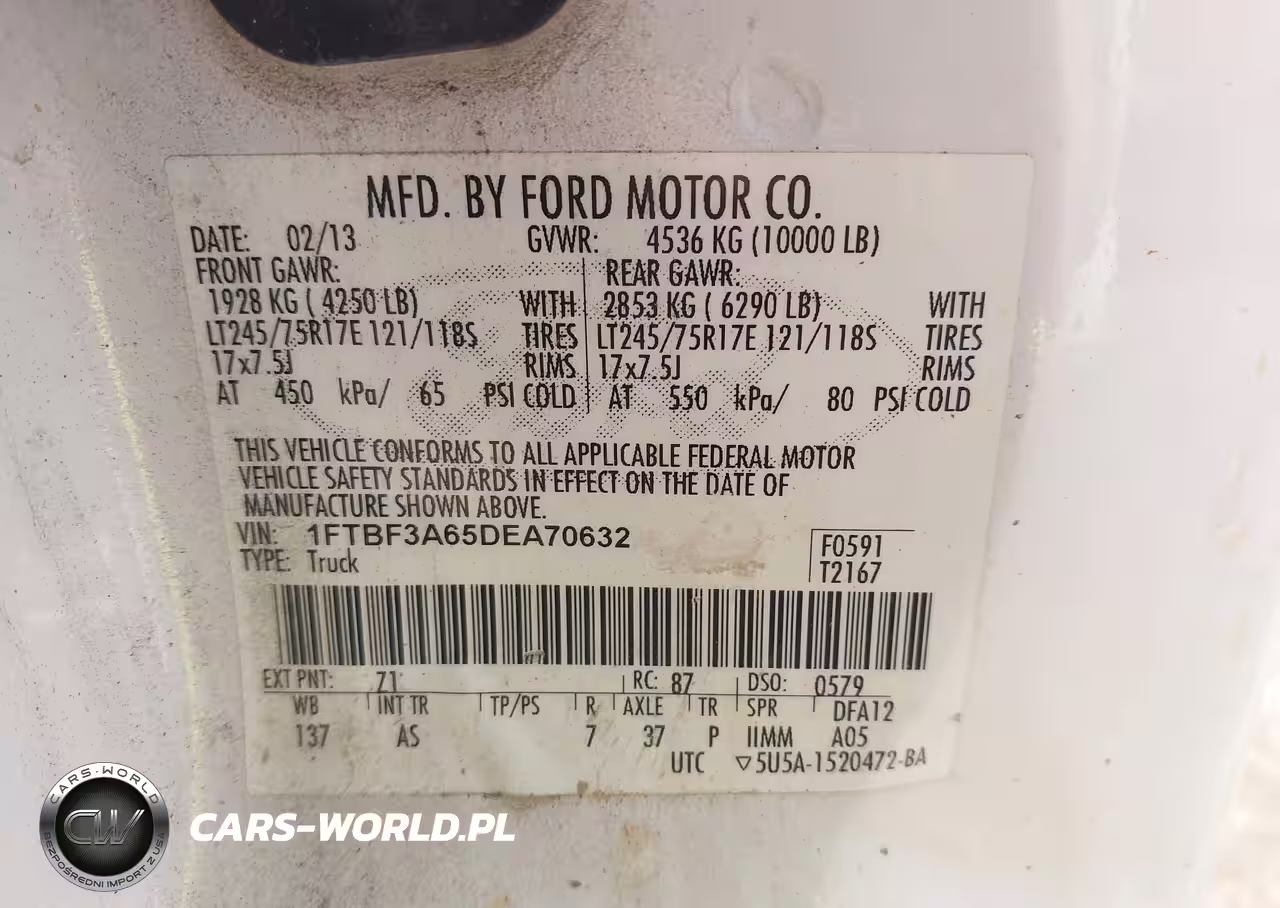 MFD. BY FORD MOTOR CO.
DATE: 02/13 GVWR: 4536 KG (10000 LB)
FRONT GAWR: REAR GAWR:
1928 KG ( 4250 LB) WITH 2853 KG ( 6290 LB) WITH
LT245/75R17E 121/118S TIRES LT245/75R17E 121/118S TIRES
17x7.5J RIMS 17x7.5J RIMS
AT 450 kPa/ 65 PSI COLD AT 550 kPa/ 80 PSI COLD
THIS VEHICLE CONFORMS TO ALL APPLICABLE FEDERAL MOTOR
VEHICLE SAFETY STANDARDS IN EFFECT ON THE DATE OF
MANUFACTURE SHOWN ABOVE.
VIN: 1FTBF3A65DEA70632
TYPE: Truck
F0591
T2167
EXT PNT: Z1 RC: 87 DSO: 0579
WB INT TR TP/PS R AXLE TR SPR DFA12
137 AS 7 37 P IIMM A05
UTC ▽5U5A-1520472-BA
CARS-WORLD
CW
BEZPOŚREDNI IMPORT Z USA
CARS-WORLD.PL